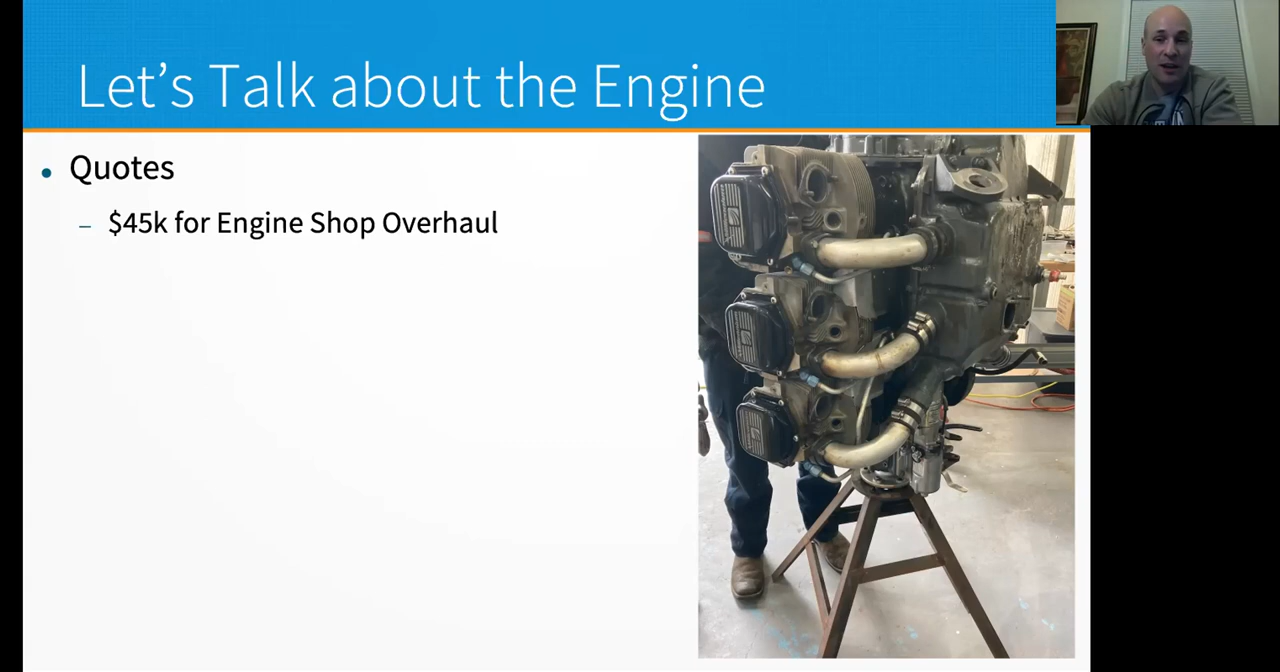 Let's Talk about the Engine
• Quotes
– $45k for Engine Shop Overhaul